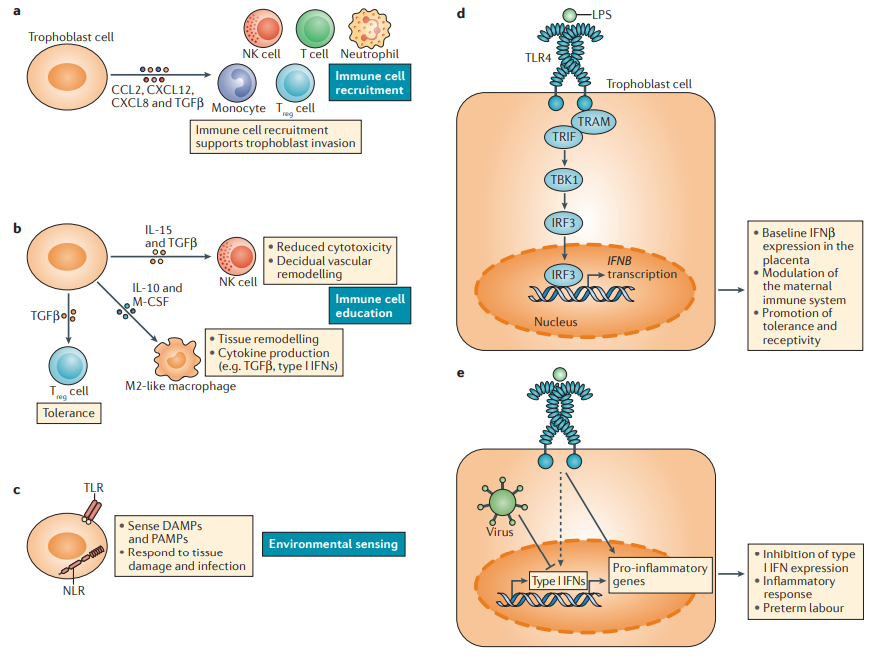 a
Trophoblast cell
CCL2, CXCL12,
CXCL8 and TGFβ
NK cell
T cell
Neutrophil
Monocyte
Treg cell
Immune cell
recruitment
Immune cell recruitment
supports trophoblast invasion
b
IL-15
and TGFβ
NK cell
• Reduced cytotoxicity
• Decidual vascular
remodelling
Immune cell
education
IL-10 and
M-CSF
TGFβ
Treg cell
Tolerance
M2-like macrophage
• Tissue remodelling
• Cytokine production
(e.g. TGFβ, type I IFNs)
c
TLR
NLR
• Sense DAMPs
and PAMPs
• Respond to tissue
damage and infection
Environmental sensing
d
LPS
TLR4
Trophoblast cell
TRAM
TRIF
TBK1
IRF3
IRF3
IFNB
transcription
Nucleus
• Baseline IFNβ
expression in the
placenta
• Modulation of
the maternal
immune system
• Promotion of
tolerance and
receptivity
e
Virus
Type I IFNs
Pro-inflammatory
genes
• Inhibition of type
I IFN expression
• Inflammatory
response
• Preterm labour